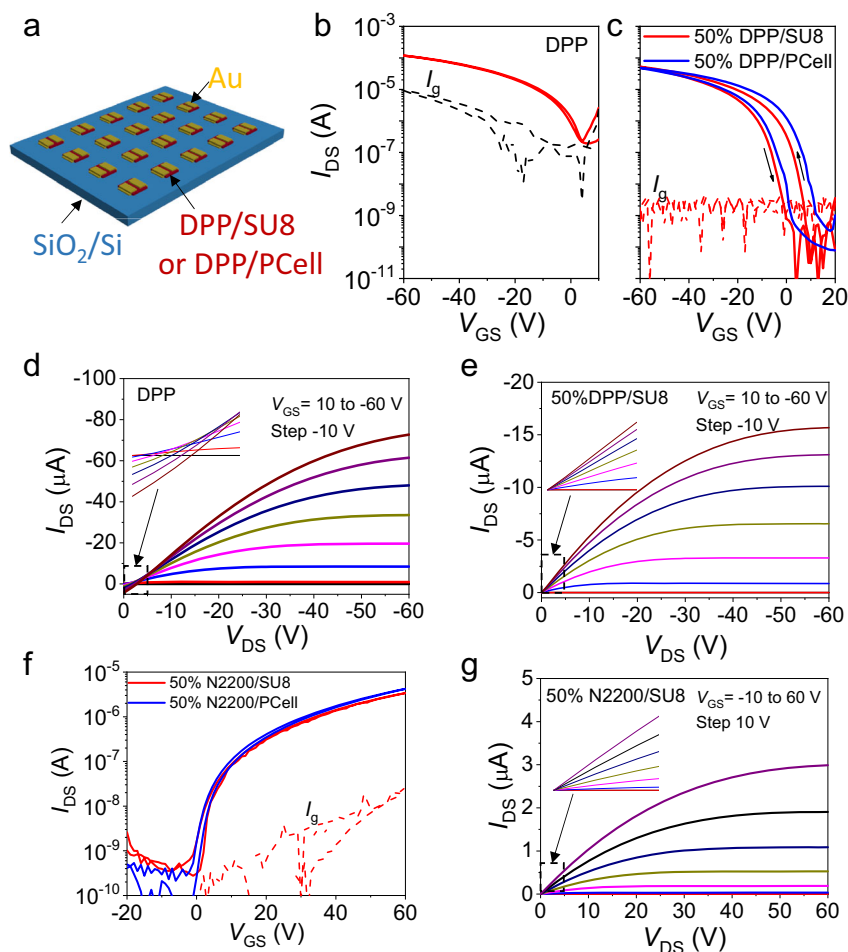 a
Au
SiO2/Si
DPP/SU8
or DPP/PCell
b
DPP
Ig
10-3
10-5
10-7
10-9
10-11
IDS (A)
-60 -40 -20 0
VGS (V)
c
50% DPP/SU8
50% DPP/PCell
Ig
-60 -40 -20 0 20
VGS (V)
d
DPP
VGS= 10 to -60 V
Step -10 V
-100
-80
-60
-40
-20
0
IDS (μA)
0 -10 -20 -30 -40 -50 -60
VDS (V)
e
50%DPP/SU8
VGS= 10 to -60 V
Step -10 V
-20
-15
-10
-5
0
IDS (μA)
0 -10 -20 -30 -40 -50 -60
VDS (V)
f
50% N2200/SU8
50% N2200/PCell
Ig
10-5
10-6
10-7
10-8
10-9
10-10
IDS (A)
-20 0 20 40 60
VGS (V)
g
50% N2200/SU8
VGS= -10 to 60 V
Step 10 V
5
4
3
2
1
0
IDS (μA)
0 10 20 30 40 50 60
VDS (V)